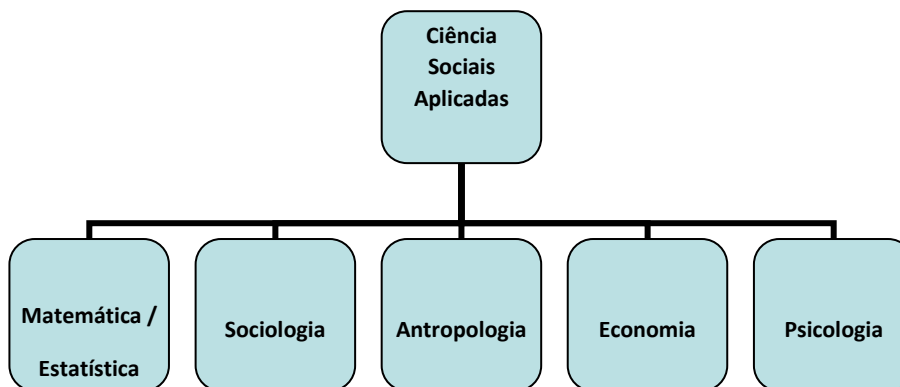 Ciência
Sociais
Aplicadas
Matemática /
Estatística
Sociologia
Antropologia
Economia
Psicologia